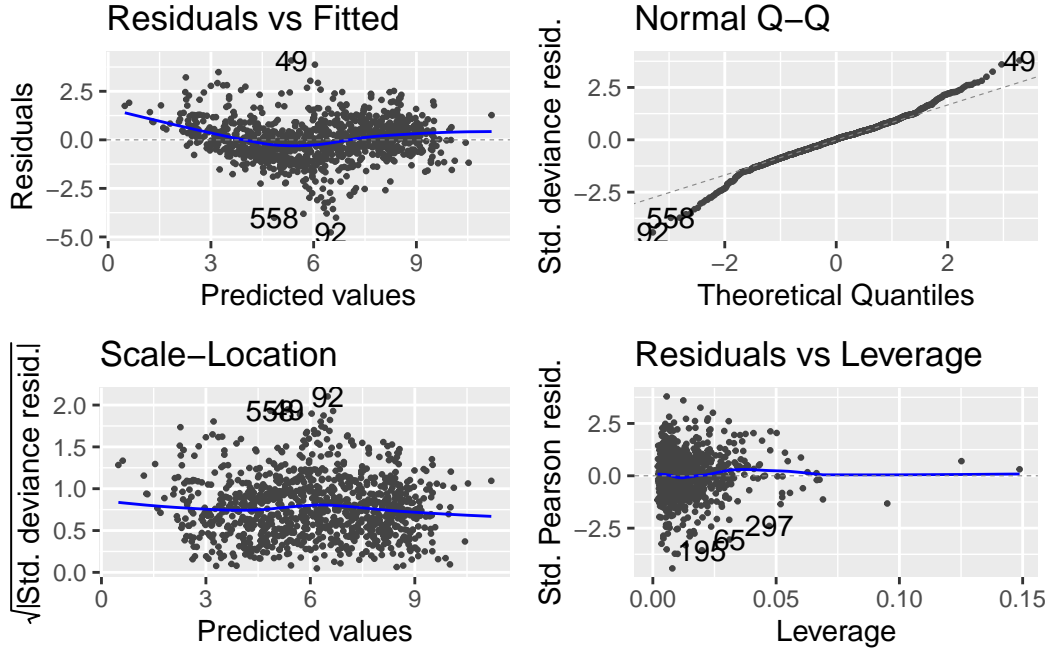 Residuals vs Fitted
Residuals
2.5
0.0
−2.5
−5.0
49
558
92
0 3 6 9
Predicted values
Normal Q−Q
Std. deviance resid.
2.5
0.0
−2.5
49
558
92
−2 0 2
Theoretical Quantiles
Scale−Location
√|Std. deviance resid.|
2.0
1.5
1.0
0.5
0.0
92
558
49
0 3 6 9
Predicted values
Residuals vs Leverage
Std. Pearson resid.
2.5
0.0
−2.5
297
65
195
0.00 0.05 0.10 0.15
Leverage